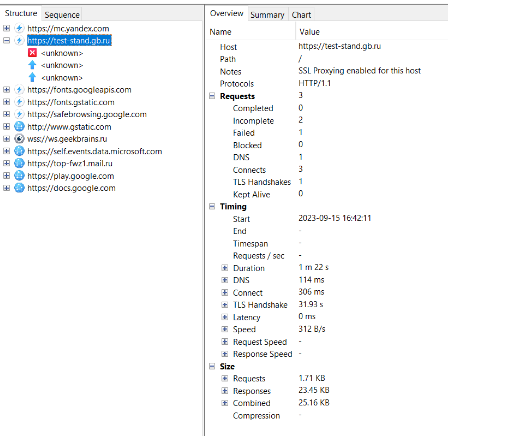 Structure Sequence
https://mc.yandex.com
https://test-stand.gb.ru
<unknown>
<unknown>
<unknown>
https://fonts.googleapis.com
https://fonts.gstatic.com
https://safebrowsing.google.com
http://www.gstatic.com
wss://ws.geekbrains.ru
https://self.events.data.microsoft.com
https://top-fwz1.mail.ru
https://play.google.com
https://docs.google.com
Overview Summary Chart
Name Value
Host https://test-stand.gb.ru
Path /
Notes SSL Proxying enabled for this host
Protocols HTTP/1.1
Requests 3
Completed 0
Incomplete 2
Failed 1
Blocked 0
DNS 1
Connects 3
TLS Handshakes 1
Kept Alive 0
Timing
Start 2023-09-15 16:42:11
End -
Timespan -
Requests / sec -
Duration 1 m 22 s
DNS 114 ms
Connect 306 ms
TLS Handshake 31.93 s
Latency 0 ms
Speed 312 B/s
Request Speed -
Response Speed -
Size
Requests 1.71 KB
Responses 23.45 KB
Combined 25.16 KB
Compression -